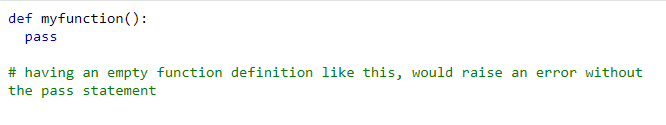 def myfunction():
  pass
# having an empty function definition like this, would raise an error without
the pass statement